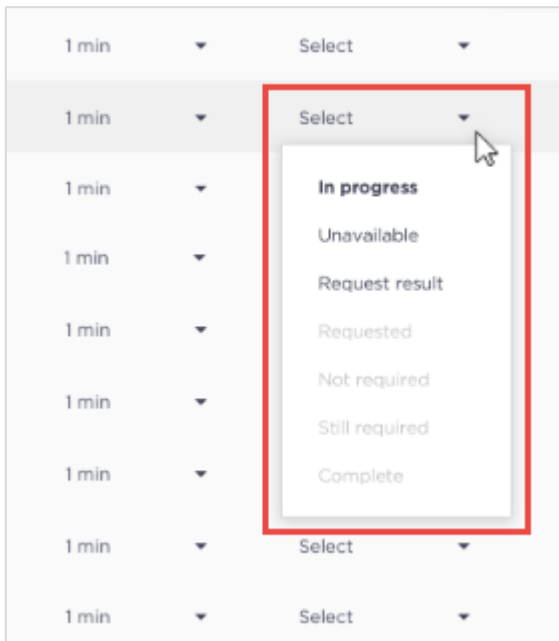 1 min Select
1 min Select
1 min In progress
Unavailable
1 min Request result
1 min Requested
Not required
1 min Still required
1 min Complete
1 min Select
1 min Select